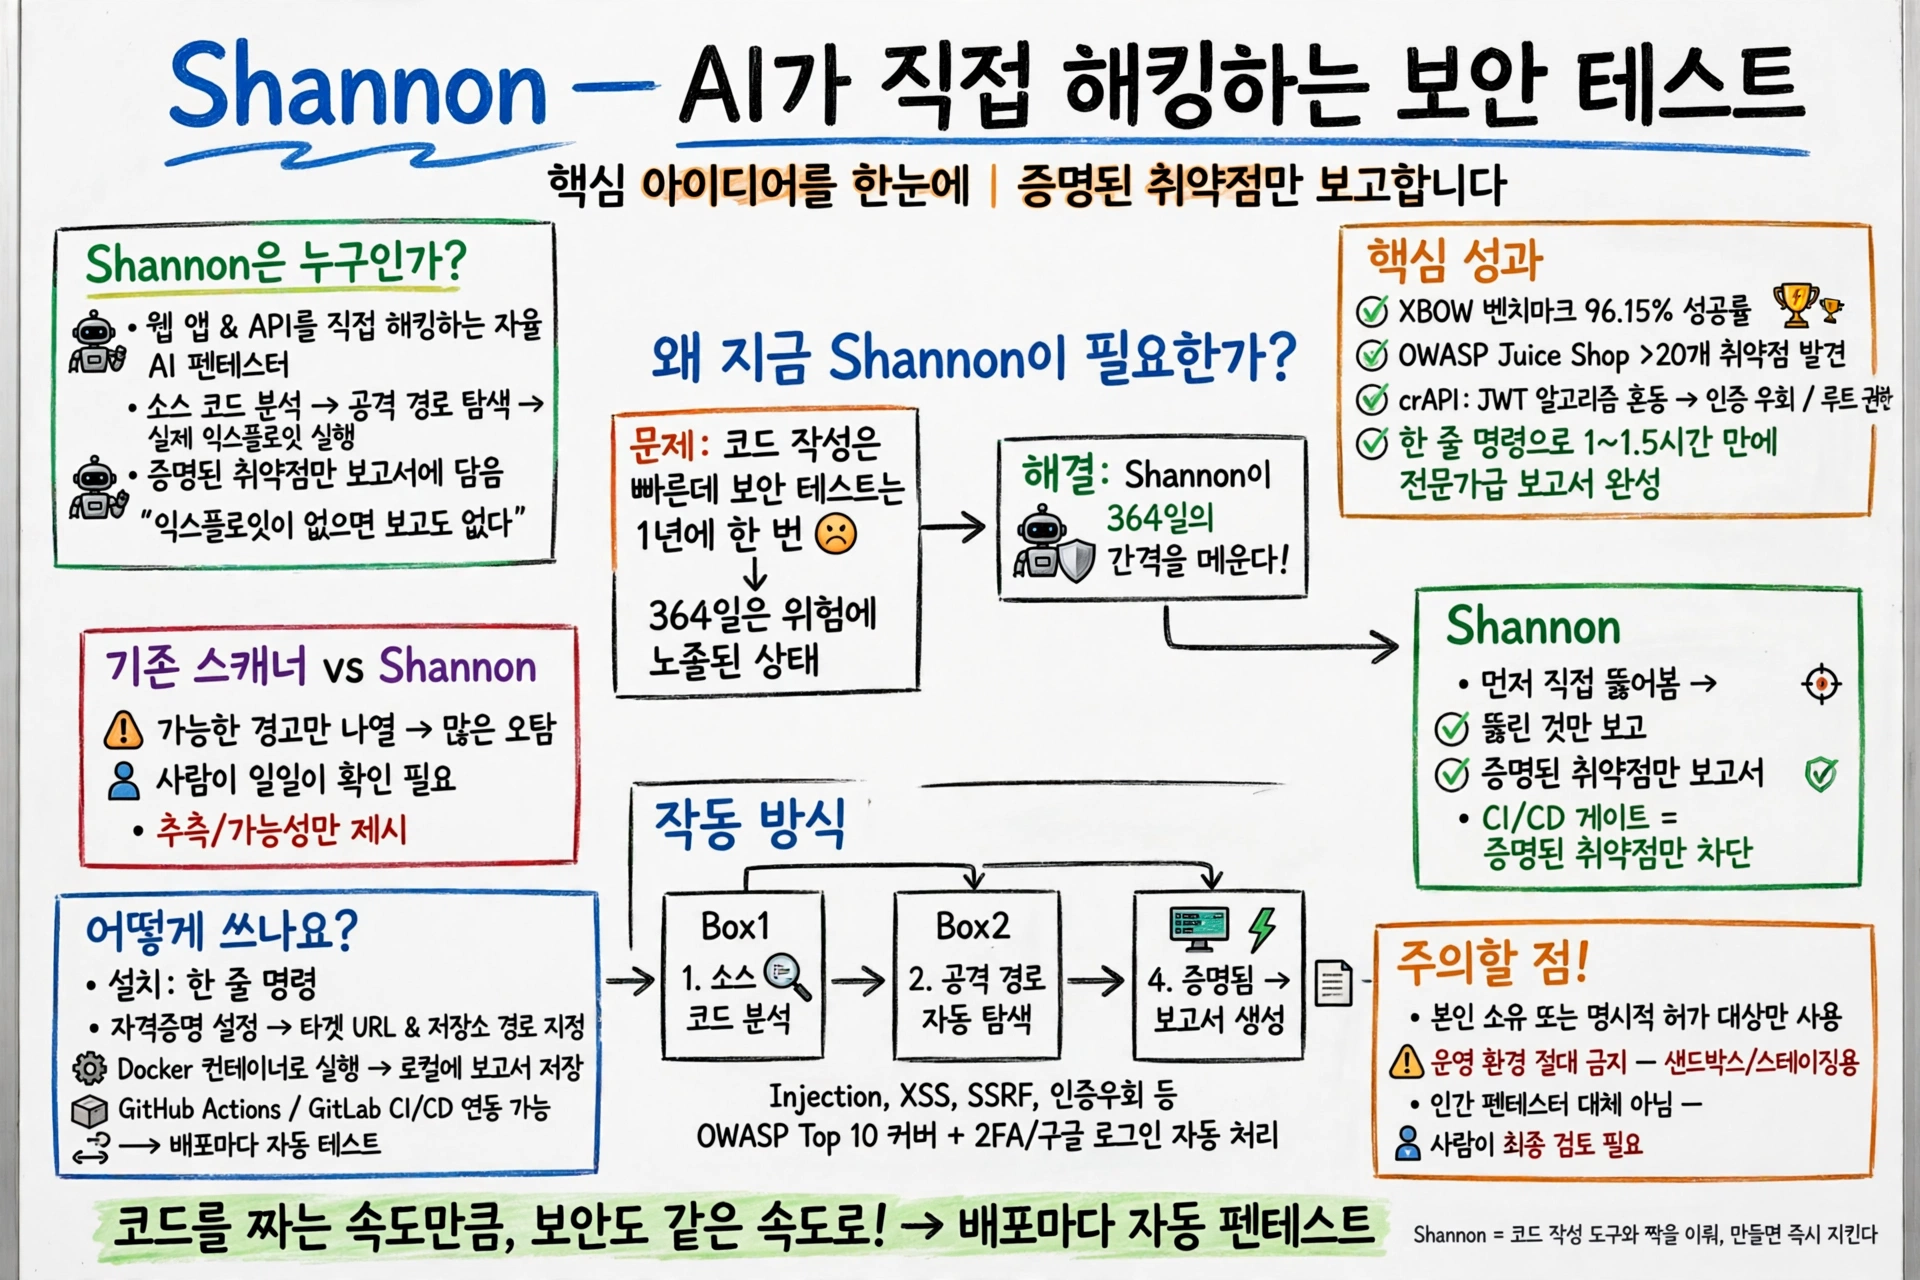 Shannon — AI가 직접 해킹하는 보안 테스트
핵심 아이디어를 한눈에 | 증명된 취약점만 보고합니다
Shannon은 누구인가?
• 웹 앱 & API를 직접 해킹하는 자율
AI 펜테스터
• 소스 코드 분석 → 공격 경로 탐색 →
실제 익스플로잇 실행
• 증명된 취약점만 보고서에 담음
"익스플로잇이 없으면 보고도 없다"
왜 지금 Shannon이 필요한가?
문제: 코드 작성은
빠른데 보안 테스트는
1년에 한 번
↓
364일은 위험에
노졸된 상태
해결: Shannon이
364일의
간격을 메운다!
핵심 성과
XBOW 벤치마크 96.15% 성공률
OWASP Juice Shop >20개 취약점 발견
crAPI: JWT 알고리즘 혼동 → 인증 우회 / 루트 권한
한 줄 명령으로 1~1.5시간 만에
전문가급 보고서 완성
기존 스캐너 vs Shannon
가능한 경고만 나열 → 많은 오탐
사람이 일일이 확인 필요
• 추측/가능성만 제시
Shannon
• 먼저 직접 뚫어봄 →
뚫린 것만 보고
증명된 취약점만 보고서
• CI/CD 게이트 =
증명된 취약점만 차단
어떻게 쓰나요?
• 설치: 한 줄 명령
• 자격증명 설정 → 타겟 URL & 저장소 경로 지정
Docker 컨테이너로 실행 → 로컬에 보고서 저장
GitHub Actions / GitLab CI/CD 연동 가능
→ 배포마다 자동 테스트
작동 방식
Box1
1. 소스
코드 분석
Box2
2. 공격 경로
자동 탐색
4. 증명됨 →
보고서 생성
Injection, XSS, SSRF, 인증우회 등
OWASP Top 10 커버 + 2FA/구글 로그인 자동 처리
주의할 점!
• 본인 소유 또는 명시적 허가 대상만 사용
운영 환경 절대 금지 — 샌드박스/스테이징용
• 인간 펜테스터 대체 아님 —
사람이 최종 검토 필요
코드를 짜는 속도만큼, 보안도 같은 속도로! → 배포마다 자동 펜테스트
Shannon = 코드 작성 도구와 짝을 이뤄, 만들면 즉시 지킨다